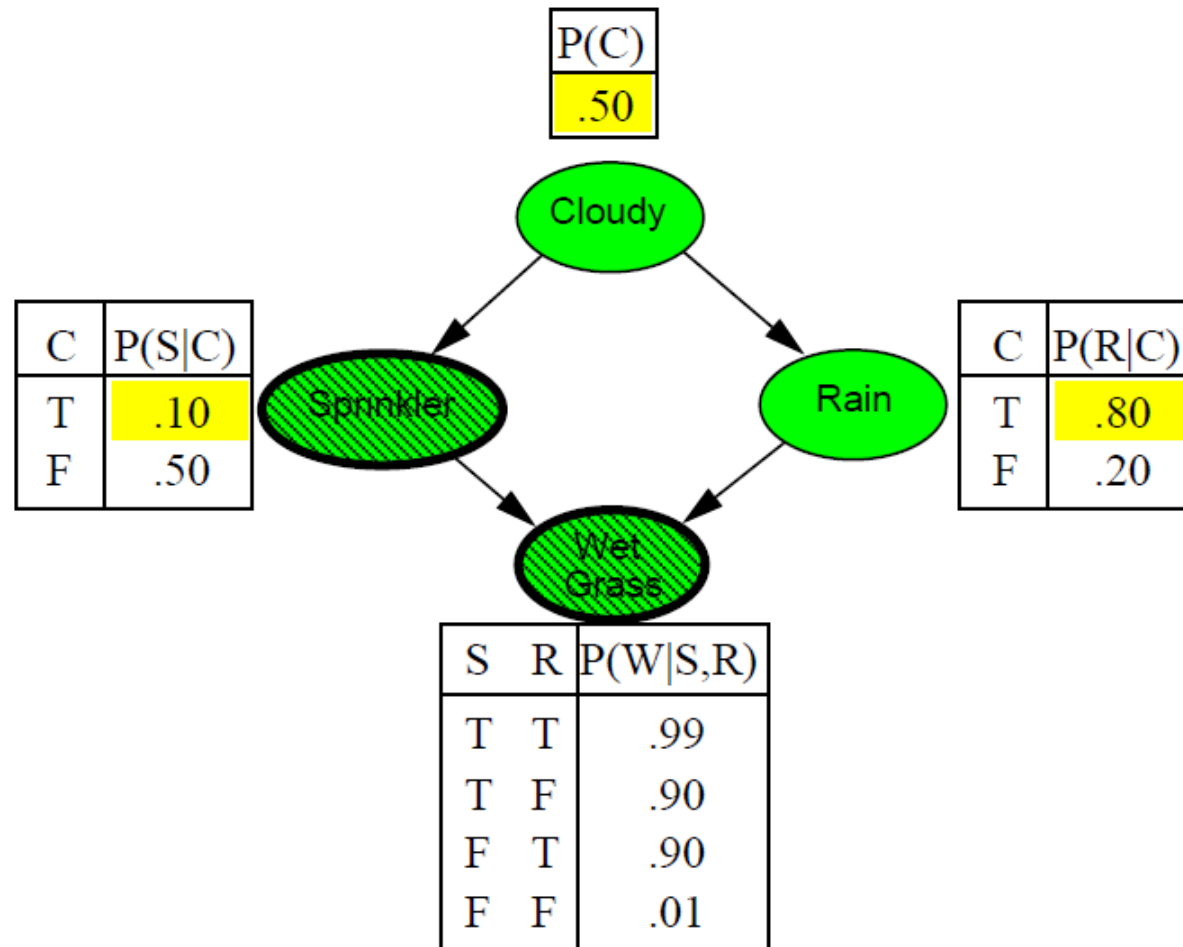 P(C)
.50
Cloudy
C P(S|C)
T .10
F .50
Sprinkler
Rain
C P(R|C)
T .80
F .20
Wet
Grass
S R P(W|S,R)
T T .99
T F .90
F T .90
F F .01